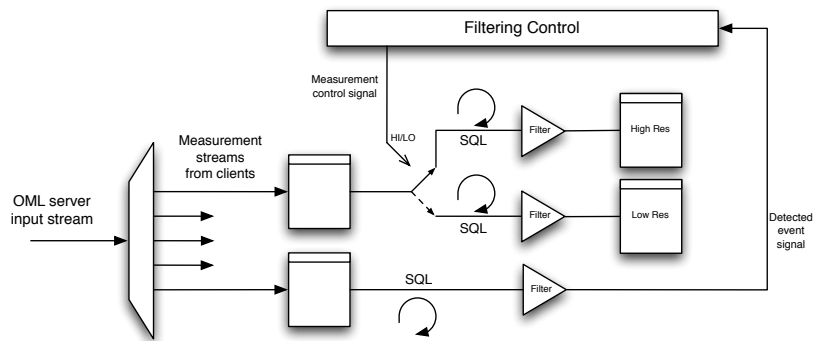 Filtering Control
Measurement
control signal
HI/LO
SQL
Filter
High Res
Measurement
streams
from clients
OML server
input stream
SQL
Filter
Low Res
Detected
event
signal
SQL
Filter